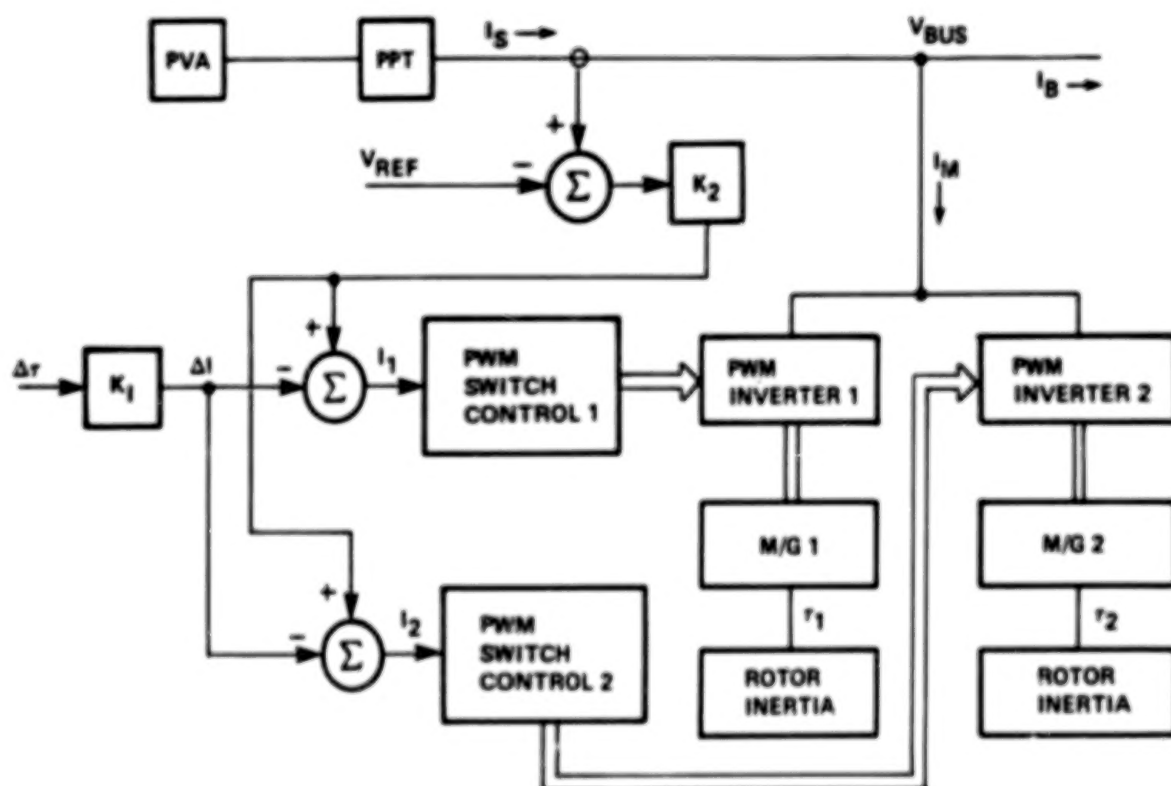 PVA
PPT
I_S
V_BUS
I_B
+
V_REF
−
Σ
K_2
I_M
Δτ
K_I
ΔI
+
−
Σ
I_1
PWM
SWITCH
CONTROL 1
PWM
INVERTER 1
PWM
INVERTER 2
M/G 1
M/G 2
+
−
Σ
I_2
PWM
SWITCH
CONTROL 2
τ_1
τ_2
ROTOR
INERTIA
ROTOR
INERTIA